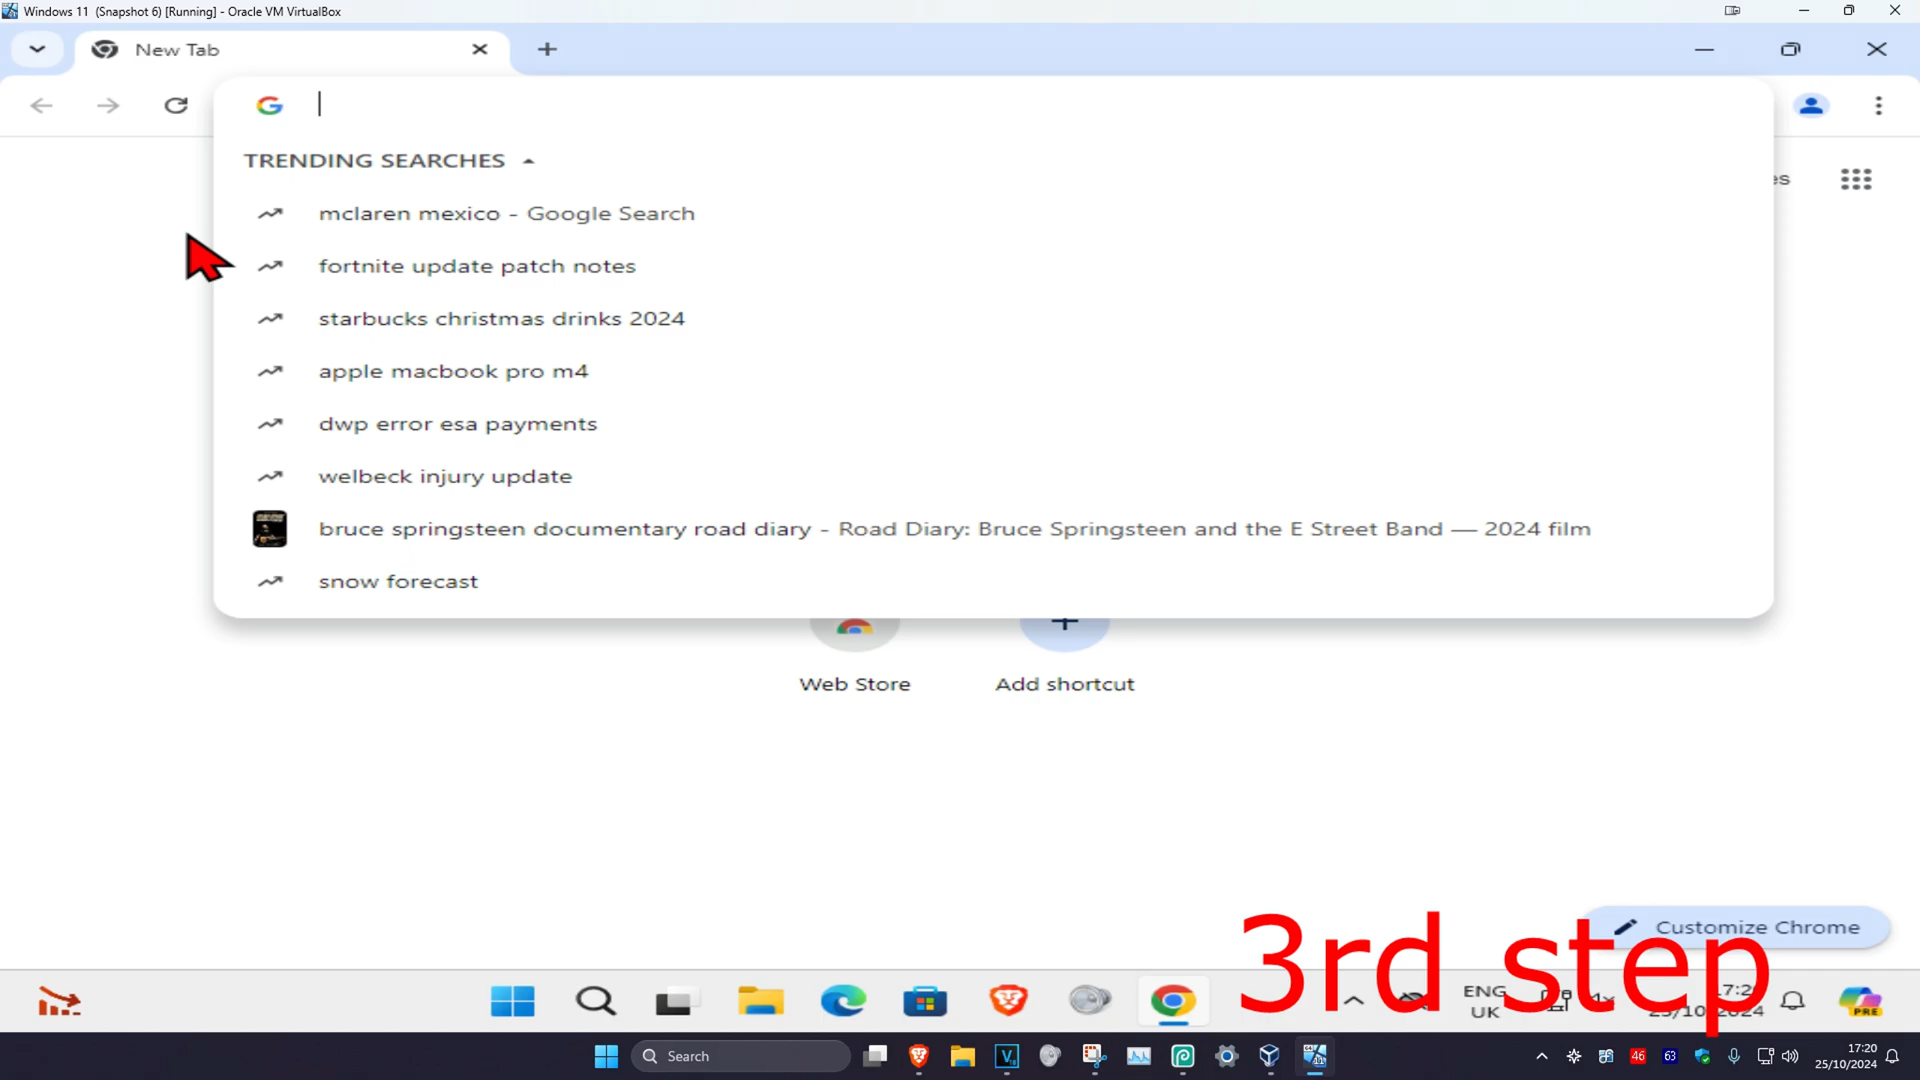 Windows 11 (Snapshot 6) [Running] - Oracle VM VirtualBox
New Tab
TRENDING SEARCHES
mclaren mexico - Google Search
fortnite update patch notes
starbucks christmas drinks 2024
apple macbook pro m4
dwp error esa payments
welbeck injury update
bruce springsteen documentary road diary - Road Diary: Bruce Springsteen and the E Street Band — 2024 film
snow forecast
Web Store
Add shortcut
Customize Chrome
3rd step
ENG
UK
PRE
Search
46
63
17:20
25/10/2024